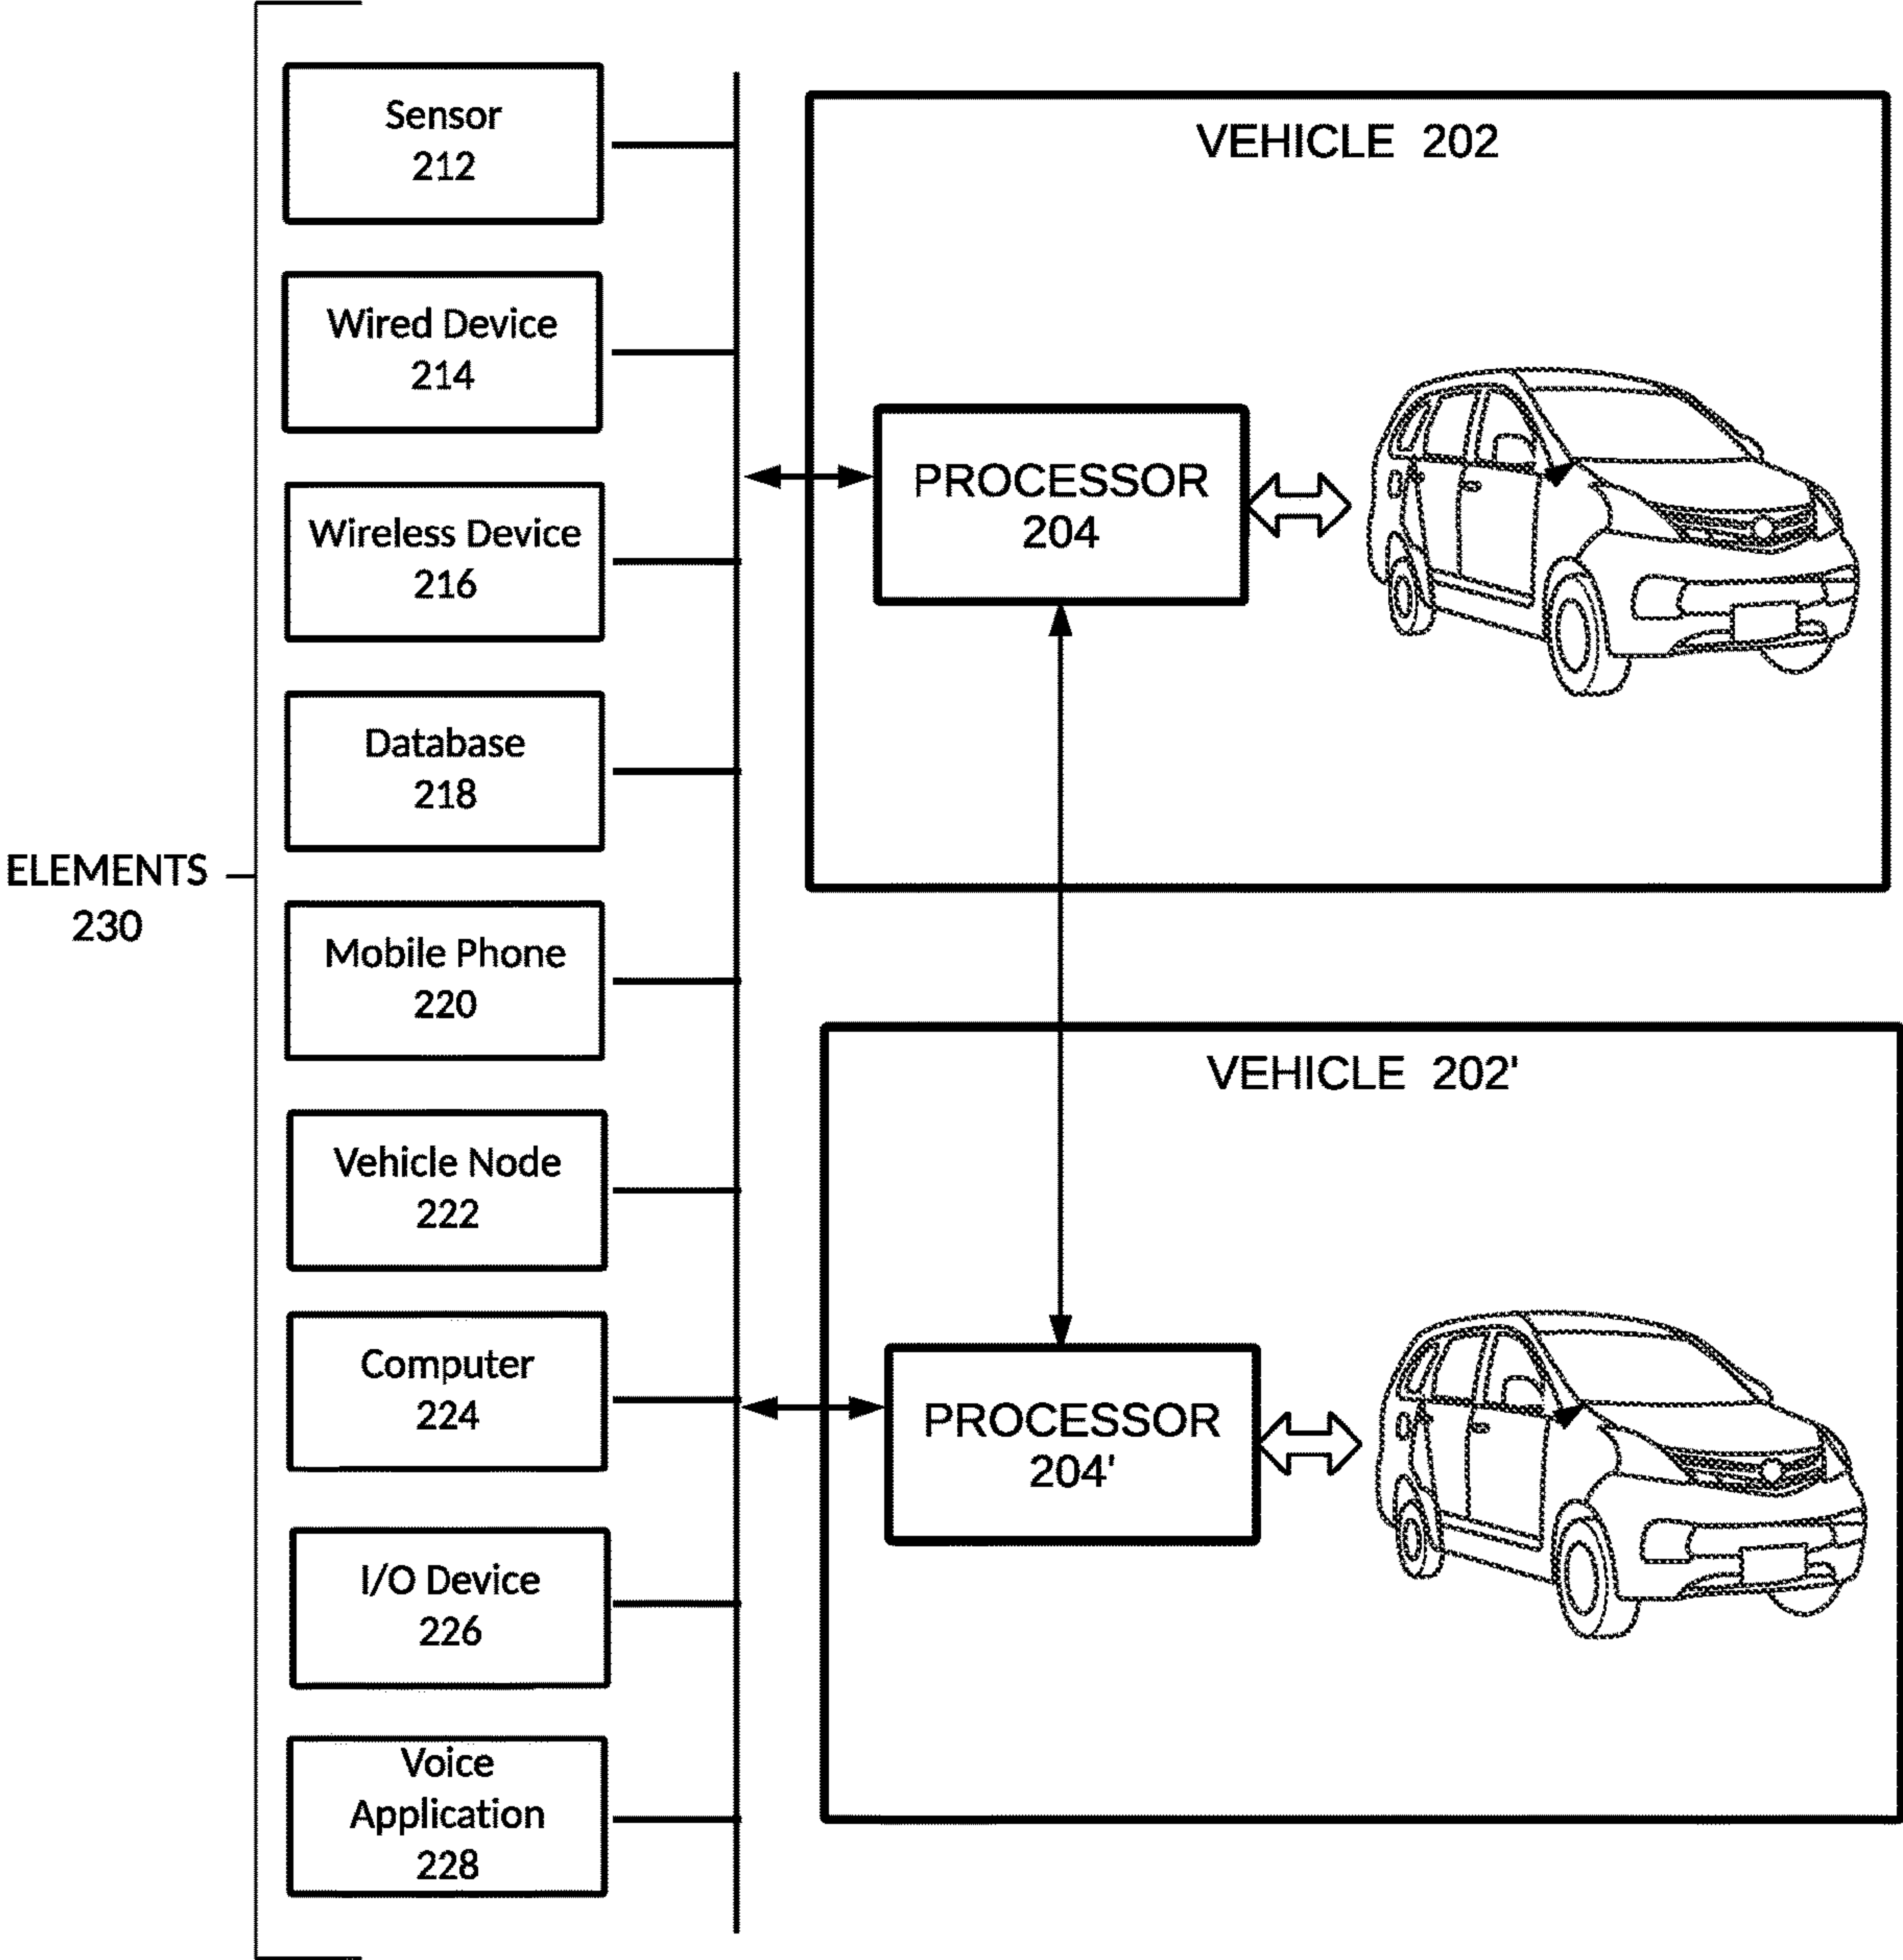 ELEMENTS
230
Sensor
212
Wired Device
214
Wireless Device
216
Database
218
Mobile Phone
220
Vehicle Node
222
Computer
224
I/O Device
226
Voice
Application
228
VEHICLE 202
PROCESSOR
204
VEHICLE 202'
PROCESSOR
204'